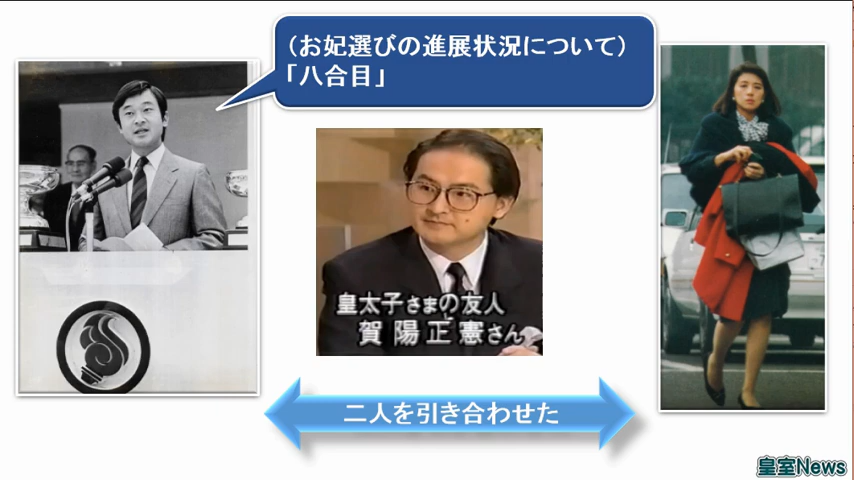 （お妃選びの進展状況について）
「八合目」
皇太子さまの友人
賀陽正憲さん
二人を引き合わせた
皇室News